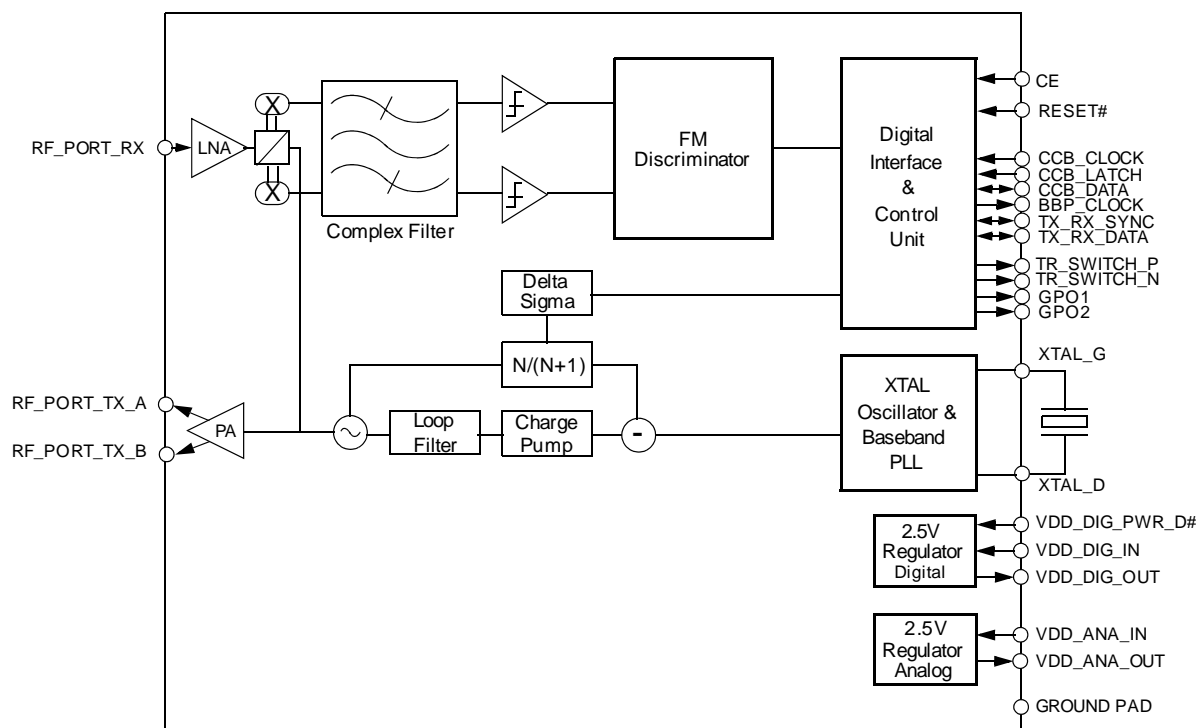 CE
RESET#
RF_PORT_RX
LNA
X
X
Complex Filter
FM
Discriminator
Digital
Interface
&
Control
Unit
CCB_CLOCK
CCB_LATCH
CCB_DATA
BBP_CLOCK
TX_RX_SYNC
TX_RX_DATA
TR_SWITCH_P
TR_SWITCH_N
GPO1
GPO2
Delta
Sigma
N/(N+1)
RF_PORT_TX_A
RF_PORT_TX_B
PA
Loop
Filter
Charge
Pump
-
XTAL
Oscillator &
Baseband
PLL
XTAL_G
XTAL_D
2.5V
Regulator
Digital
VDD_DIG_PWR_D#
VDD_DIG_IN
VDD_DIG_OUT
2.5V
Regulator
Analog
VDD_ANA_IN
VDD_ANA_OUT
GROUND PAD